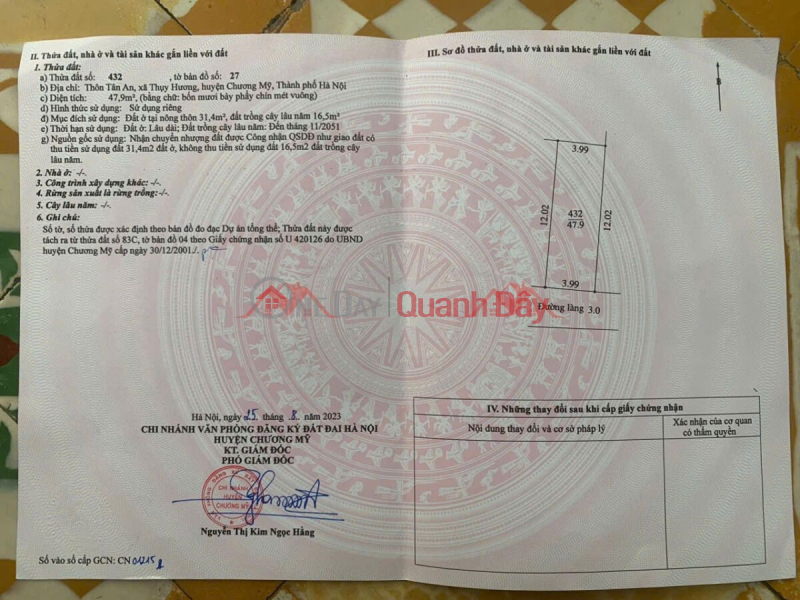 II. Thửa đất, nhà ở và tài sản khác gắn liền với đất
1. Thửa đất:
a) Thửa đất số: 432 , tờ bản đồ số: 27
b) Địa chỉ: Thôn Tân An, xã Thụy Hương, huyện Chương Mỹ, Thành phố Hà Nội
c) Diện tích: 47,9m², (bằng chữ: bốn mươi bảy phẩy chín mét vuông)
d) Hình thức sử dụng: Sử dụng riêng
đ) Mục đích sử dụng: Đất ở tại nông thôn 31,4m², đất trồng cây lâu năm 16,5m²
e) Thời hạn sử dụng: Đất ở: Lâu dài; Đất trồng cây lâu năm: Đến tháng 11/2051
g) Nguồn gốc sử dụng: Nhận chuyển nhượng đất được Công nhận QSDĐ như giao đất có
thu tiền sử dụng đất 31,4m2 đất ở, không thu tiền sử dụng đất 16,5m2 đất trồng cây
lâu năm.
2. Nhà ở: -/-.
3. Công trình xây dựng khác: -/-.
4. Rừng sản xuất là rừng trồng:-/-.
5. Cây lâu năm: -/-.
6. Ghi chú:
Số tờ, số thửa được xác định theo bản đồ đo đạc Dự án tổng thể; Thửa đất này được
tách ra từ thửa đất số 83C, tờ bản đồ 04 theo Giấy chứng nhận số U 420126 do UBND
huyện Chương Mỹ cấp ngày 30/12/2001./.
Hà Nội, ngày 25 tháng 8 năm 2023
CHI NHÁNH VĂN PHÒNG ĐĂNG KÝ ĐẤT ĐAI HÀ NỘI
HUYỆN CHƯƠNG MỸ
KT. GIÁM ĐỐC
PHÓ GIÁM ĐỐC
CHI NHÁNH
HUYỆN
CHƯƠNG MỸ
Nguyễn Thị Kim Ngọc Hằng
Số vào sổ cấp GCN: CN
III. Sơ đồ thửa đất, nhà ở và tài sản khác gắn liền với đất
B
3.99
12.02
432
47.9
12.02
3.99
Đường làng 3.0
ONEDAY Quanh Đây
IV. Những thay đổi sau khi cấp giấy chứng nhận
Nội dung thay đổi và cơ sở pháp lý
Xác nhận của cơ quan
có thẩm quyền